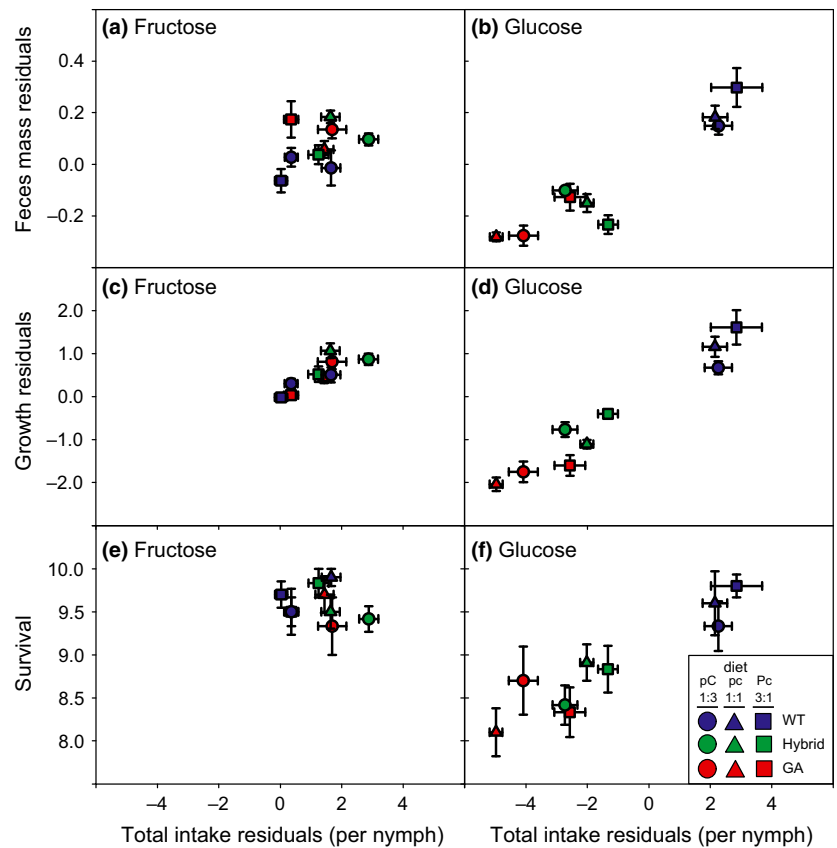 (a) Fructose
(b) Glucose
Feces mass residuals
0.4
0.2
0.0
–0.2
(c) Fructose
(d) Glucose
Growth residuals
2.0
1.0
0.0
–1.0
–2.0
(e) Fructose
(f) Glucose
Survival
10.0
9.5
9.0
8.5
8.0
diet
pC pc Pc
1:3 1:1 3:1
WT
Hybrid
GA
–4 –2 0 2 4
–4 –2 0 2 4
Total intake residuals (per nymph)
Total intake residuals (per nymph)